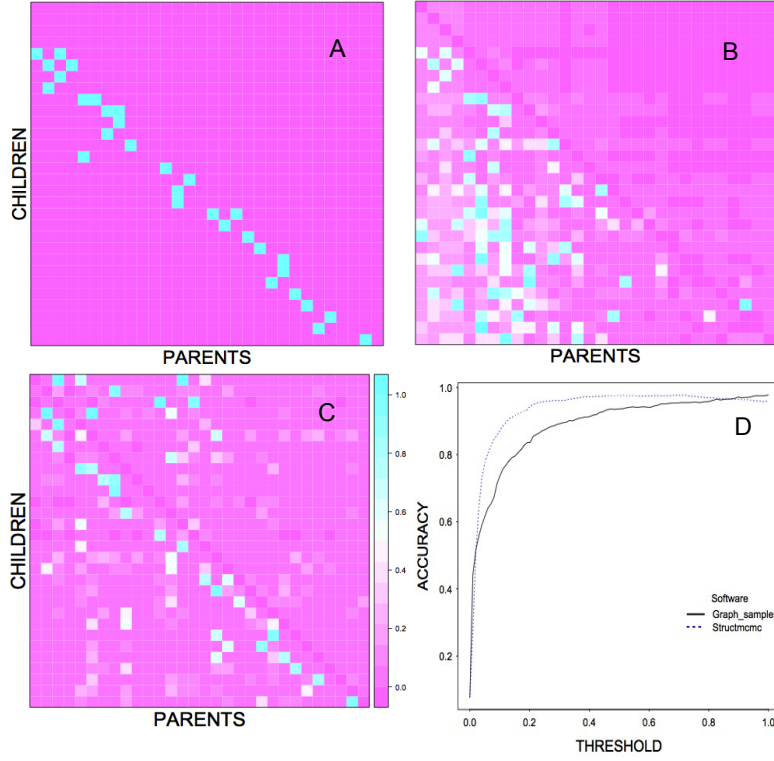 A
B
CHILDREN
PARENTS
PARENTS
C
1.0
0.8
0.6
0.4
0.2
0.0
CHILDREN
PARENTS
D
1.0
0.8
0.6
0.4
0.2
ACCURACY
Software
Graph_sampler
Structmcmc
0.0 0.2 0.4 0.6 0.8 1.0
THRESHOLD